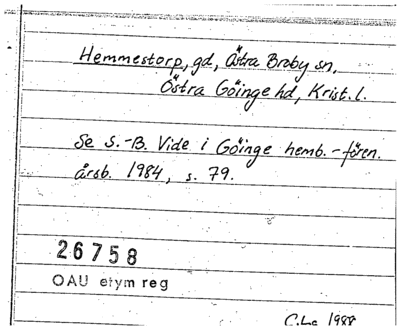 Hemmestorp, gd, Östra Broby sn,
Östra Göinge hd, Krist. l.
Se S.-B. Vide i Göinge hemb.-fören.
årsb. 1984, s. 79.
26758
OAU etym reg
1988